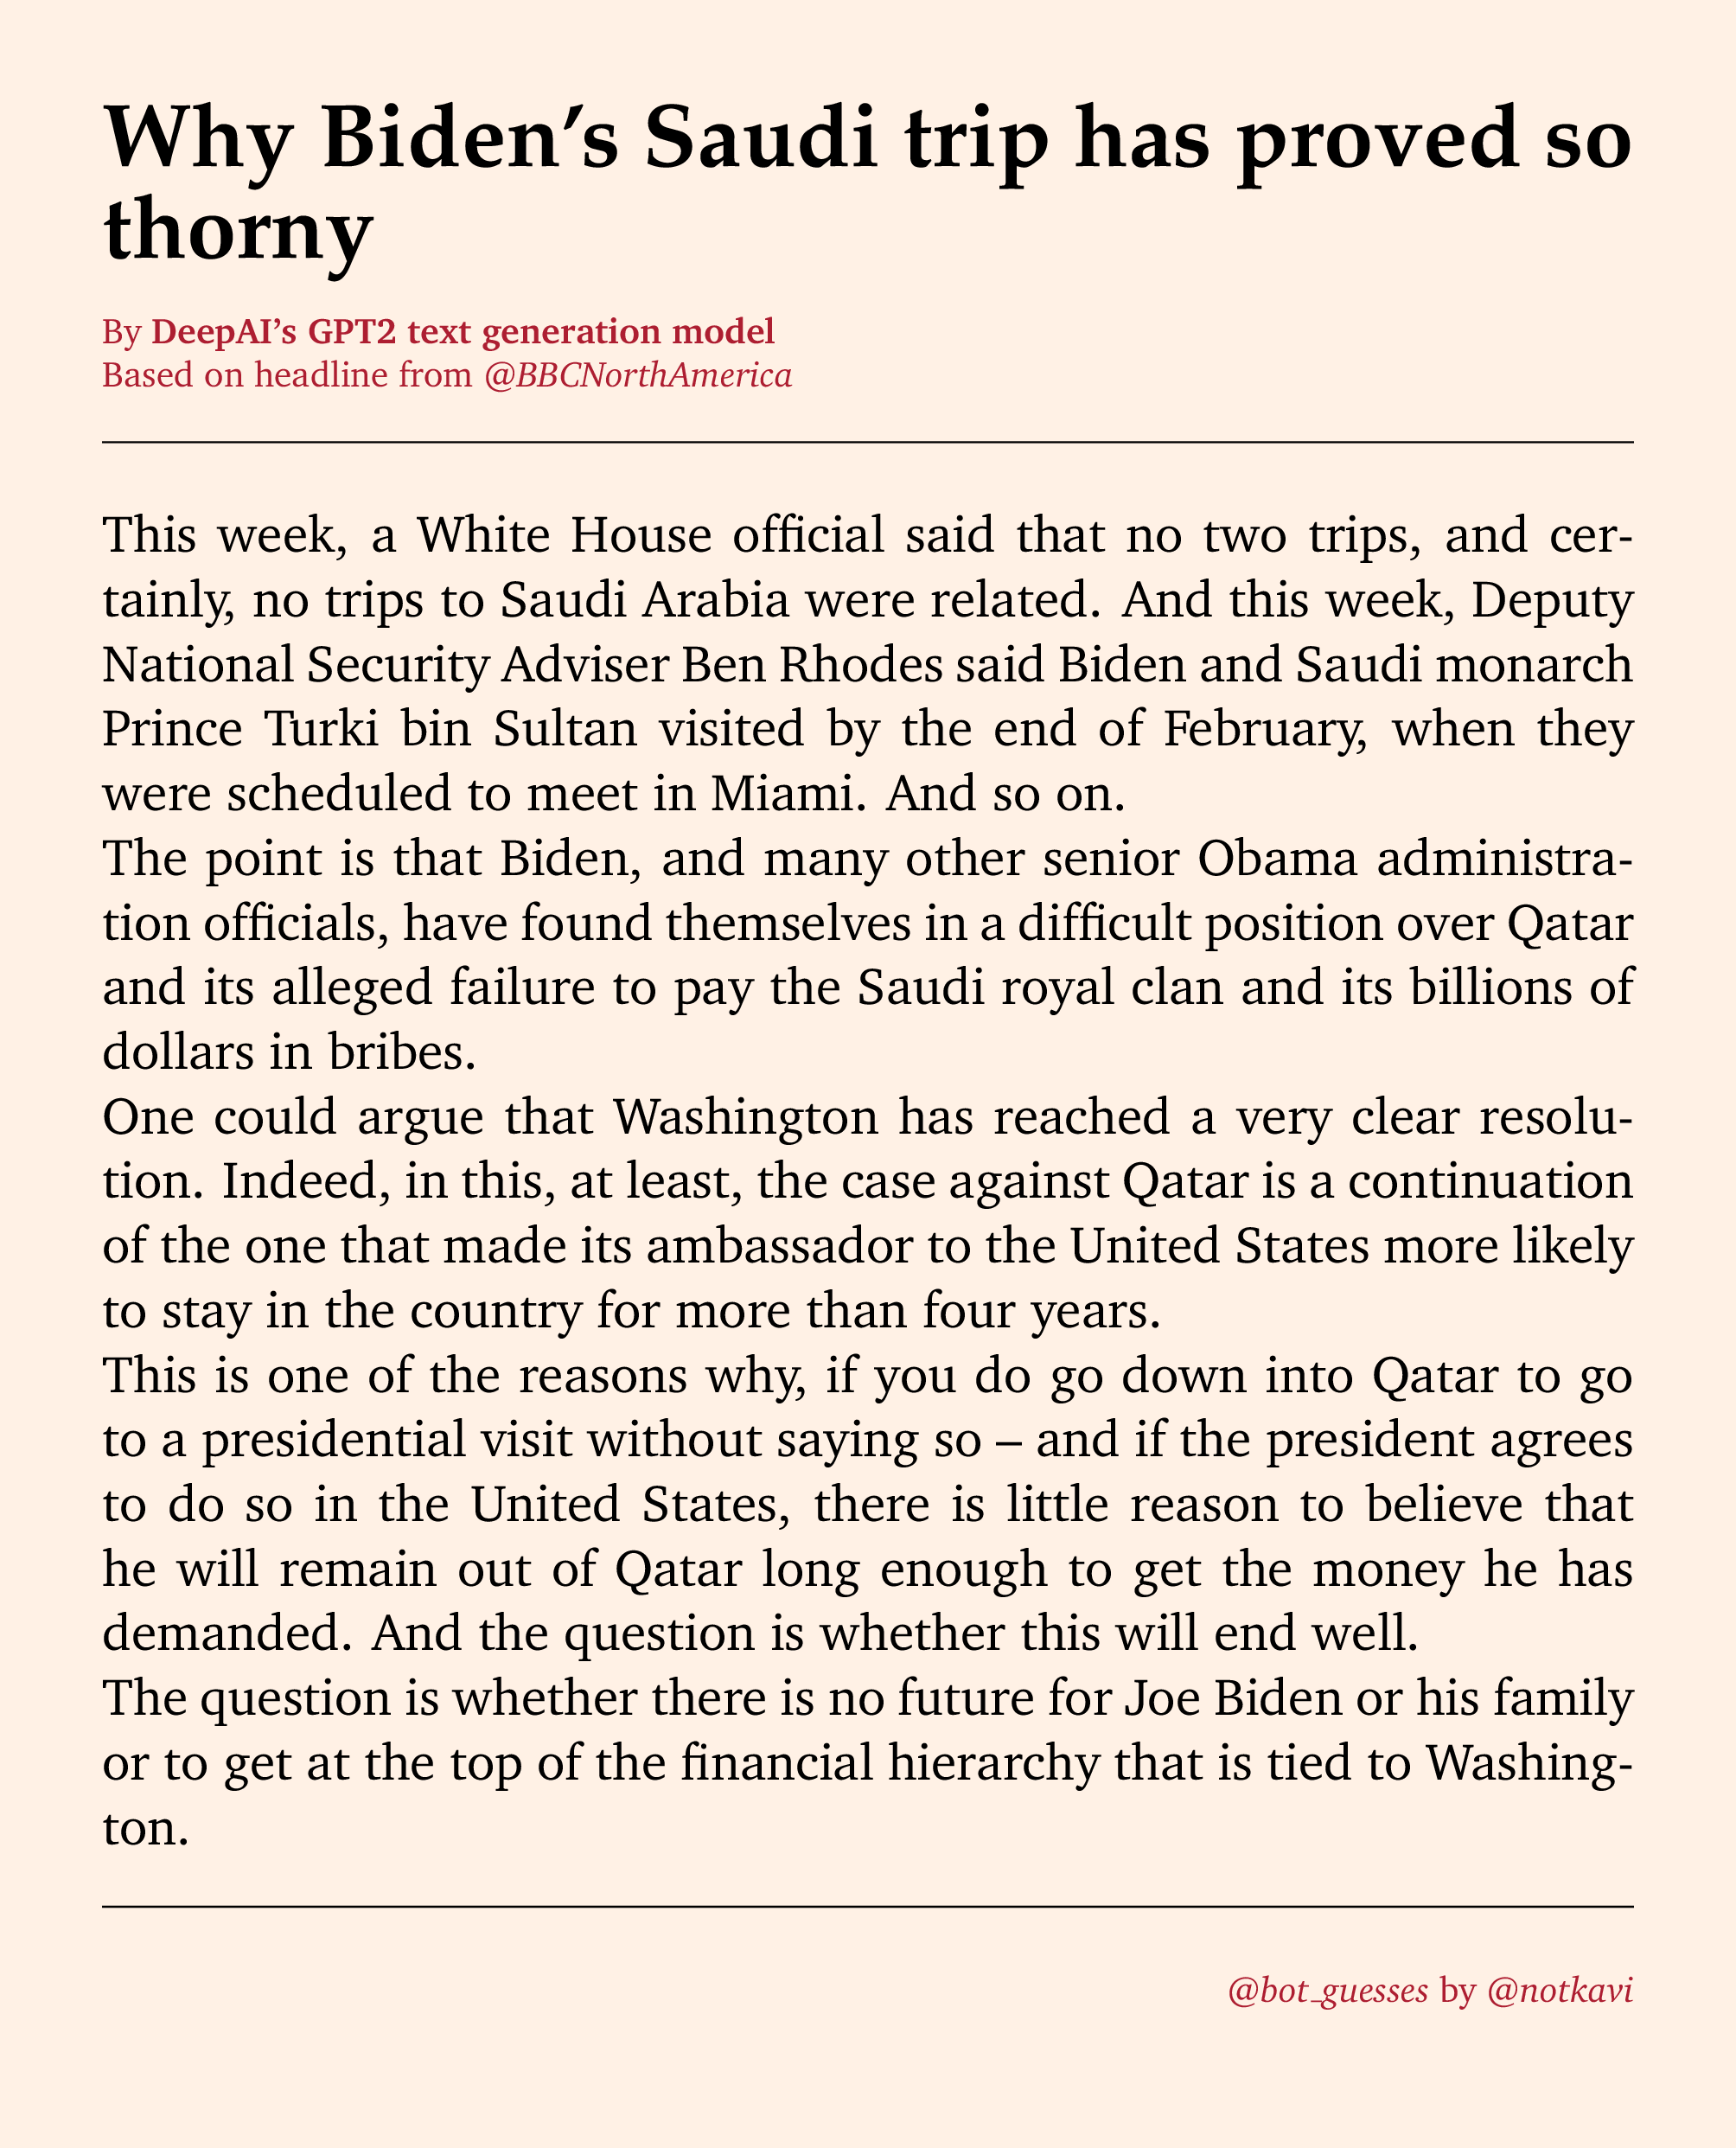 Why Biden’s Saudi trip has proved so
thorny
By DeepAI’s GPT2 text generation model
Based on headline from @BBCNorthAmerica
This week, a White House official said that no two trips, and cer-
tainly, no trips to Saudi Arabia were related. And this week, Deputy
National Security Adviser Ben Rhodes said Biden and Saudi monarch
Prince Turki bin Sultan visited by the end of February, when they
were scheduled to meet in Miami. And so on.
The point is that Biden, and many other senior Obama administra-
tion officials, have found themselves in a difficult position over Qatar
and its alleged failure to pay the Saudi royal clan and its billions of
dollars in bribes.
One could argue that Washington has reached a very clear resolu-
tion. Indeed, in this, at least, the case against Qatar is a continuation
of the one that made its ambassador to the United States more likely
to stay in the country for more than four years.
This is one of the reasons why, if you do go down into Qatar to go
to a presidential visit without saying so – and if the president agrees
to do so in the United States, there is little reason to believe that
he will remain out of Qatar long enough to get the money he has
demanded. And the question is whether this will end well.
The question is whether there is no future for Joe Biden or his family
or to get at the top of the financial hierarchy that is tied to Washing-
ton.
@bot_guesses by @notkavi